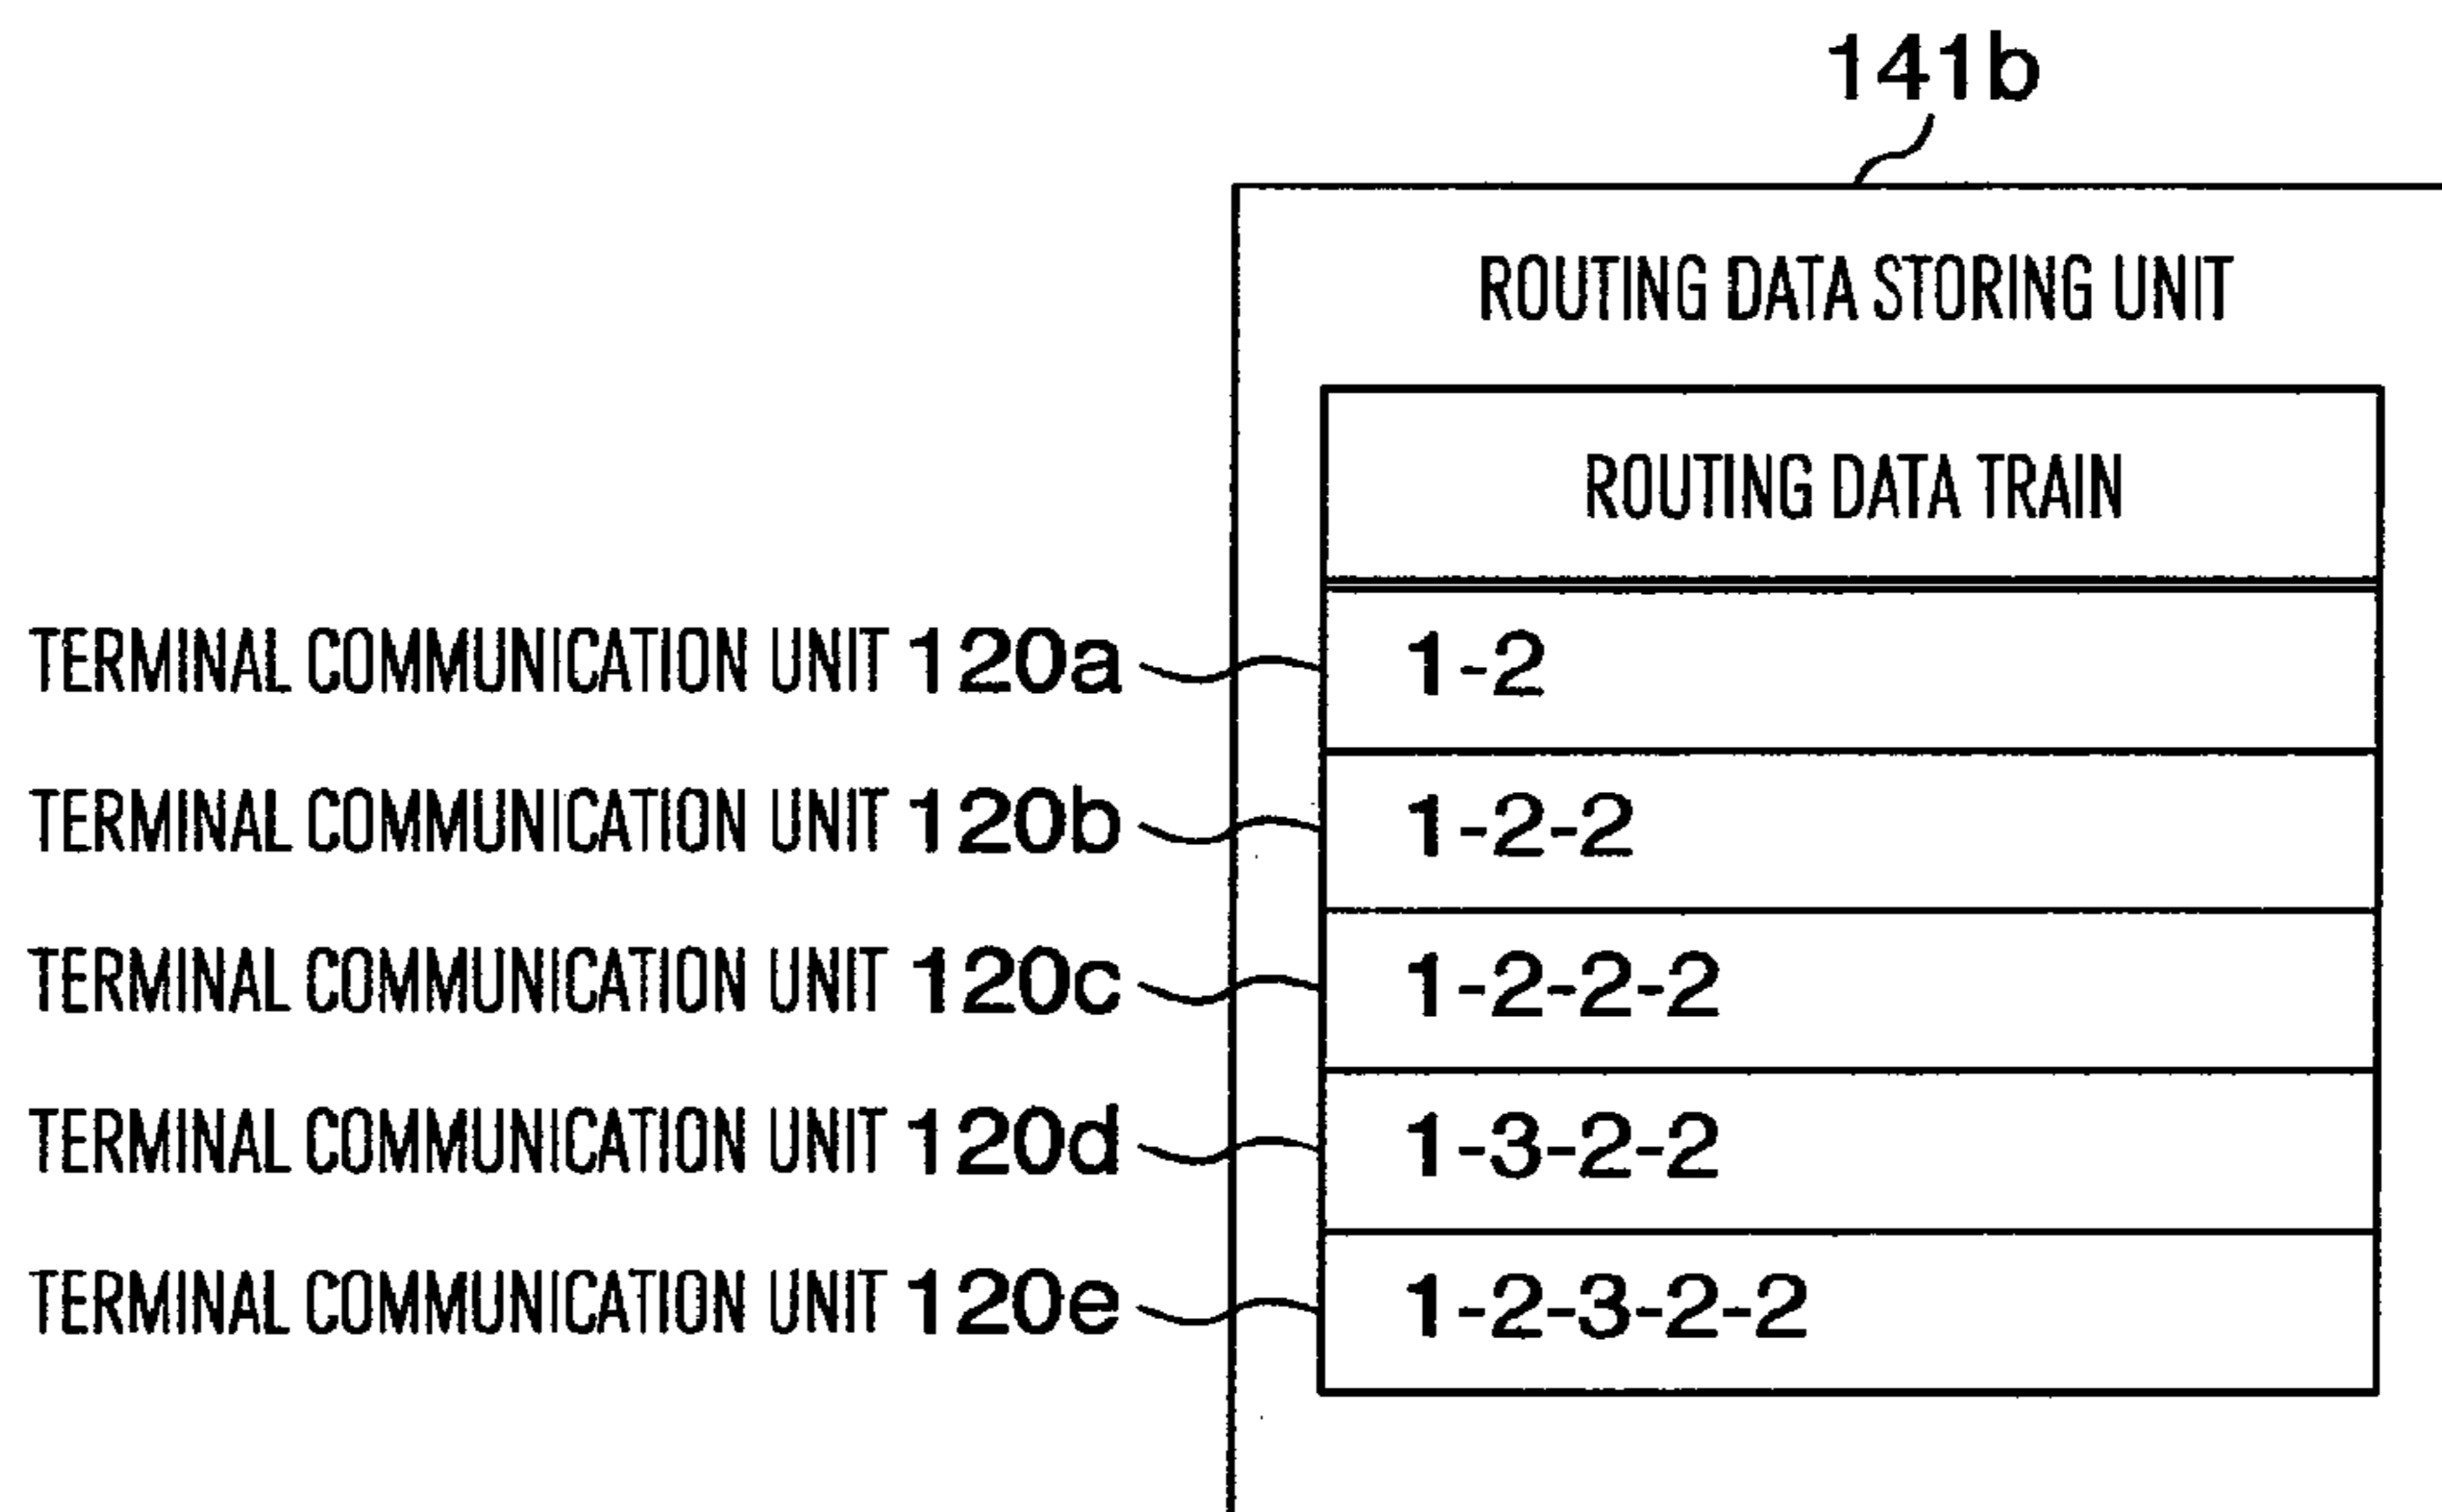 141b
ROUTING DATA STORING UNIT
ROUTING DATA TRAIN
TERMINAL COMMUNICATION UNIT 120a 1-2
TERMINAL COMMUNICATION UNIT 120b 1-2-2
TERMINAL COMMUNICATION UNIT 120c 1-2-2-2
TERMINAL COMMUNICATION UNIT 120d 1-3-2-2
TERMINAL COMMUNICATION UNIT 120e 1-2-3-2-2